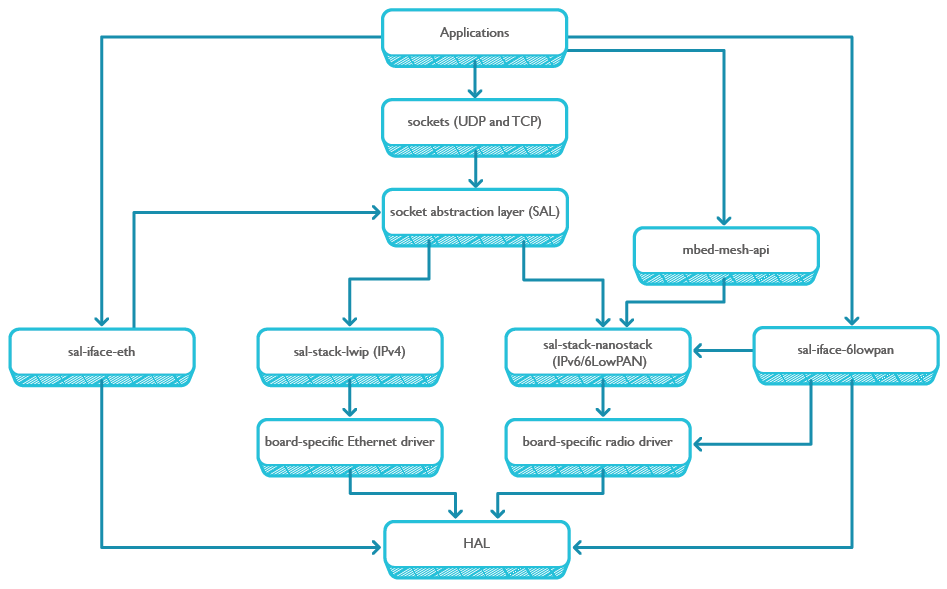 Applications
sockets (UDP and TCP)
socket abstraction layer (SAL)
mbed-mesh-api
sal-iface-eth
sal-stack-lwip (IPv4)
sal-stack-nanostack
(IPv6/6LowPAN)
sal-iface-6lowpan
board-specific Ethernet driver
board-specific radio driver
HAL